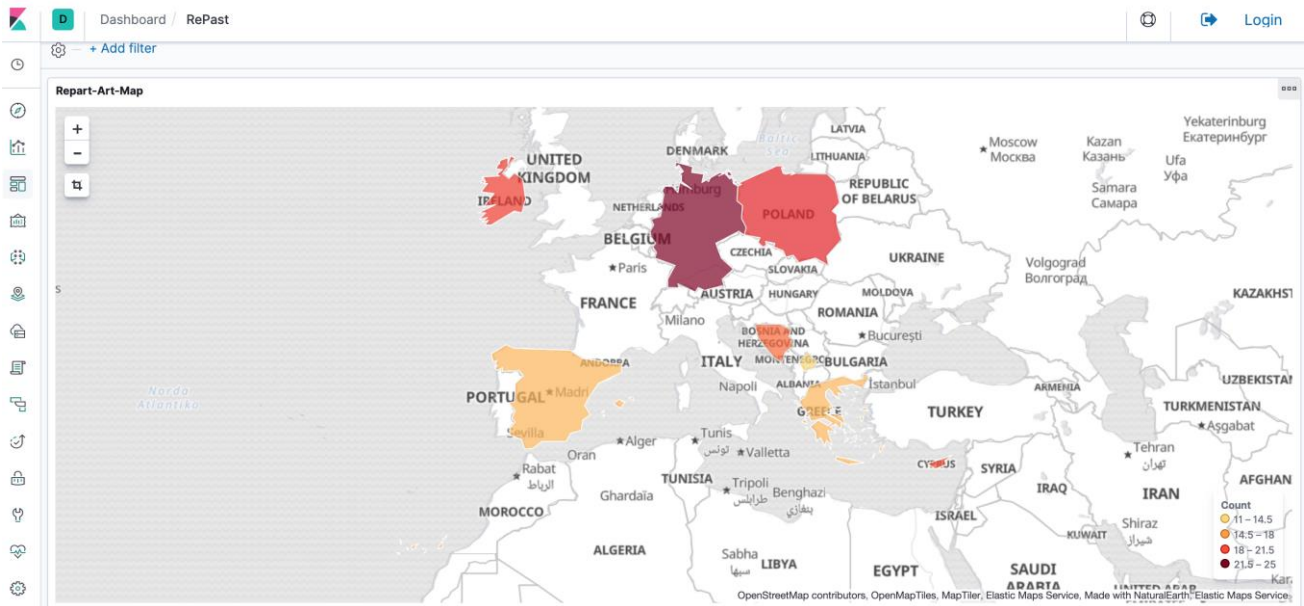 D Dashboard / RePast Login
+ Add filter
Repart-Art-Map
Yekaterinburg
Екатеринбург
LATVIA
Moscow
Москва
Kazan
Казань
DENMARK
Baltic
Sea
LITHUANIA
Ufa
Уфа
UNITED
KINGDOM
REPUBLIC
OF BELARUS
Samara
Самара
IRELAND
NETHERLANDS
POLAND
BELGIUM
CZECHIA
UKRAINE
Paris
SLOVAKIA
Volgograd
Волгоград
s
AUSTRIA
HUNGARY
MOLDOVA
KAZAKHST
FRANCE
Milano
ROMANIA
BOSNIA AND
HERZEGOVINA
București
ANDORRA
ITALY
BULGARIA
Norda
Atlantiko
PORTUGAL
Madri
Napoli
ALBANIA
Istanbul
ARMENIA
UZBEKISTAN
GREECE
TURKEY
TURKMENISTAN
Aşgabat
Sevilla
Alger
Tunis
تونس
Valletta
Oran
Tehran
تهران
CYPRUS
SYRIA
Rabat
الرباط
TUNISIA
Tripoli
طرابلس
Benghazi
بنغازي
IRAQ
IRAN
AFGHAN
Ghardaïa
MOROCCO
ISRAEL
KUWAIT
Shiraz
شیراز
Count
11 – 14.5
14.5 – 18
18 – 21.5
21.5 – 25
ALGERIA
Sabha
سبها
LIBYA
EGYPT
SAUDI
ARABIA
OpenStreetMap contributors, OpenMapTiles, MapTiler, Elastic Maps Service, Made with NaturalEarth, Elastic Maps Service